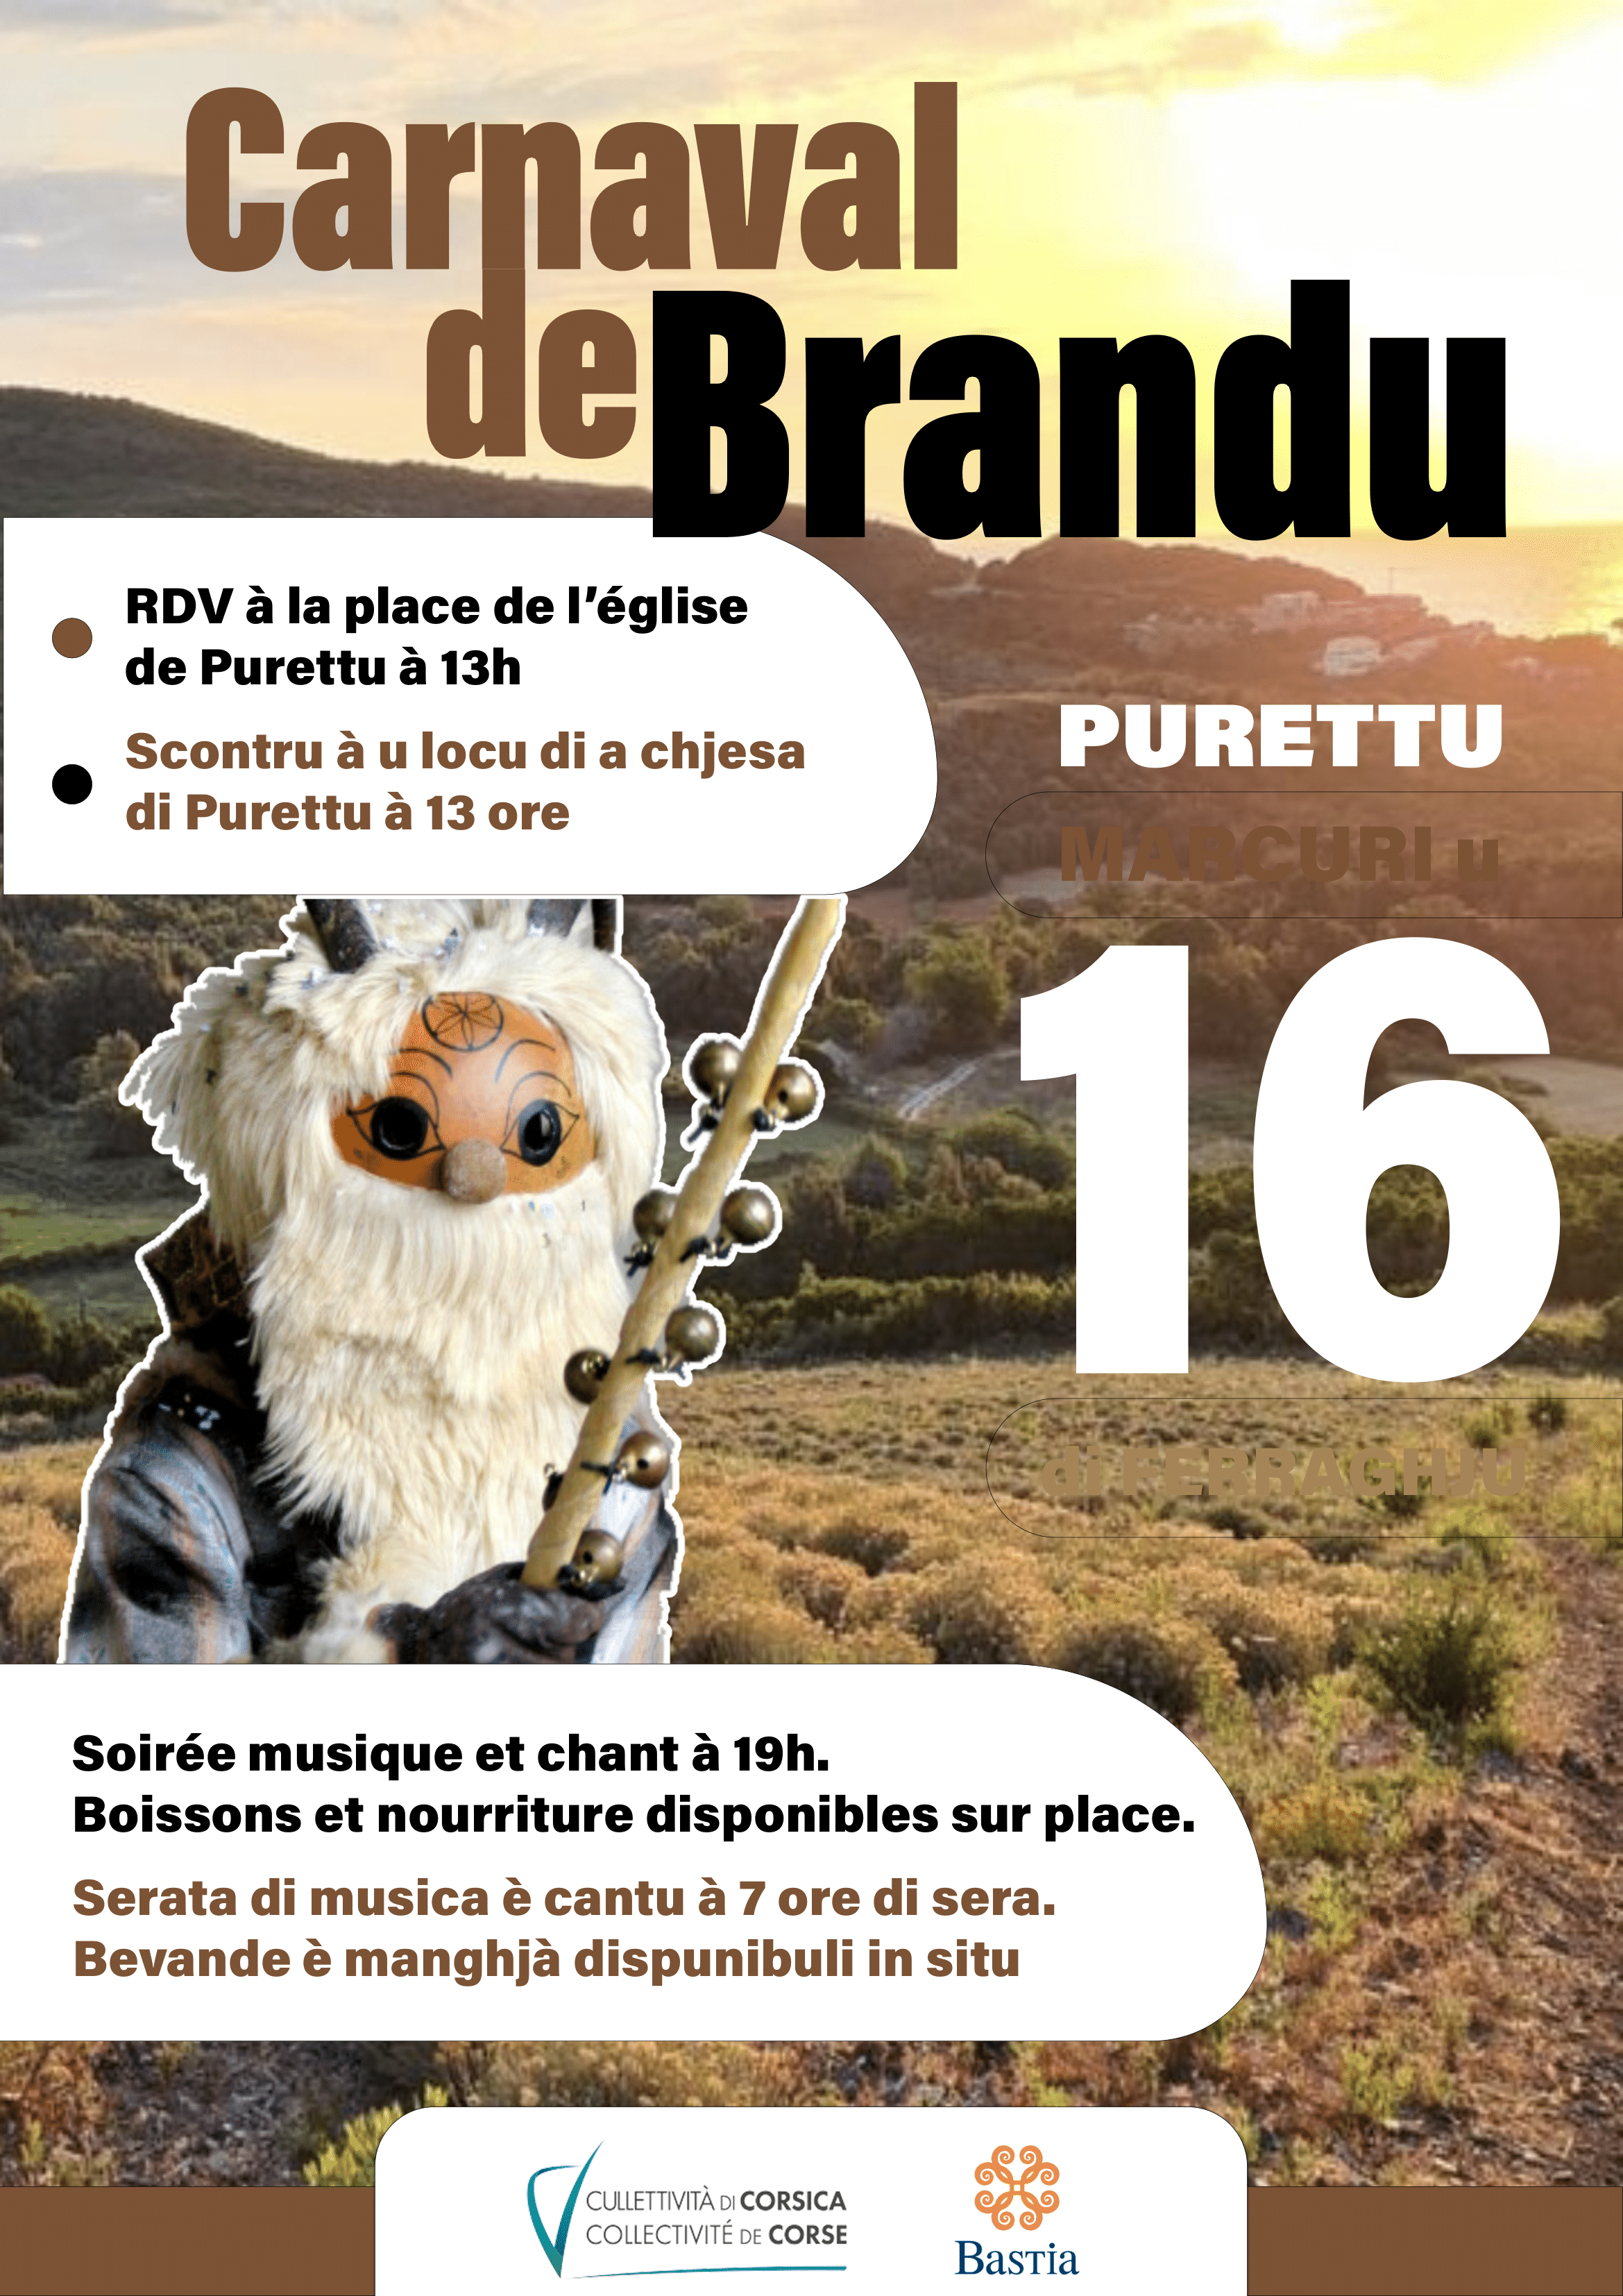 Carnaval
de Brandu
RDV à la place de l’église
de Purettu à 13h
Scontru à u locu di a chjesa
di Purettu à 13 ore
PURETTU
MARCURI u
16
di FERRAGHJU
Soirée musique et chant à 19h.
Boissons et nourriture disponibles sur place.
Serata di musica è cantu à 7 ore di sera.
Bevande è manghjà dispunibuli in situ
CULLETTIVITÀ DI CORSICA
COLLECTIVITÉ DE CORSE
Bastia